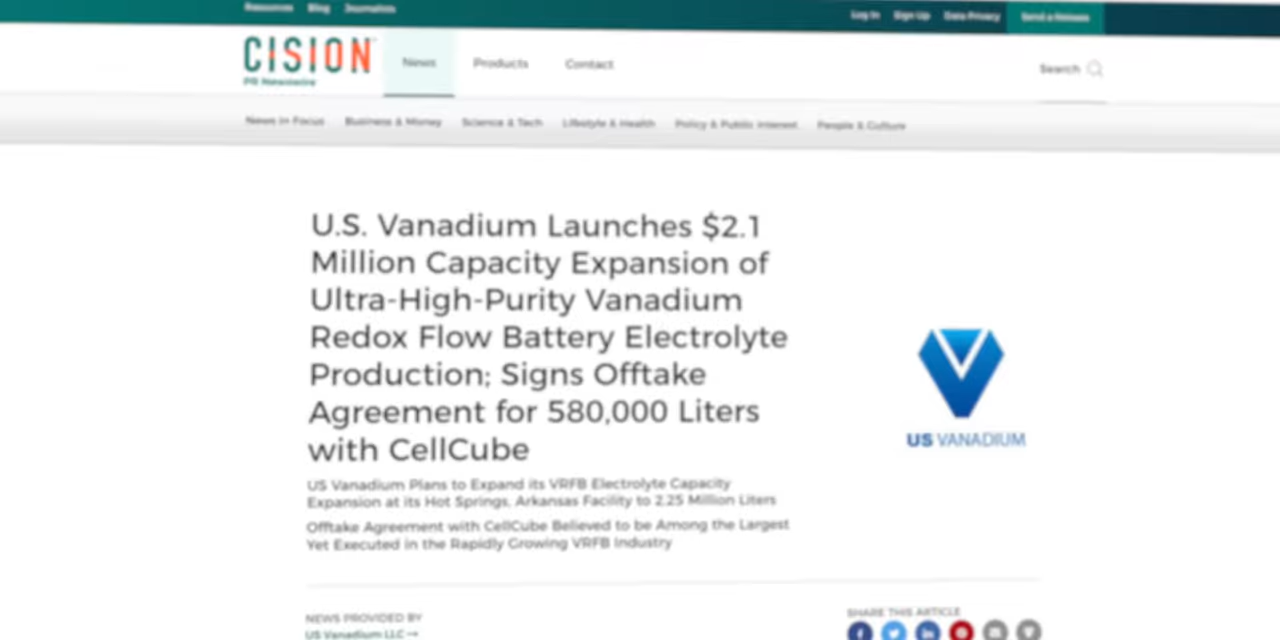 Resources Blog Journalists
Log In Sign Up Data Privacy Send a Release
CISION
PR Newswire
News Products Contact
Search
News in Focus Business & Money Science & Tech Lifestyle & Health Policy & Public Interest People & Culture
U.S. Vanadium Launches $2.1
Million Capacity Expansion of
Ultra-High-Purity Vanadium
Redox Flow Battery Electrolyte
Production; Signs Offtake
Agreement for 580,000 Liters
with CellCube
US VANADIUM
US Vanadium Plans to Expand its VRFB Electrolyte Capacity
Expansion at its Hot Springs, Arkansas Facility to 2.25 Million Liters
Offtake Agreement with CellCube Believed to be Among the Largest
Yet Executed in the Rapidly Growing VRFB Industry
NEWS PROVIDED BY
US Vanadium LLC →
SHARE THIS ARTICLE